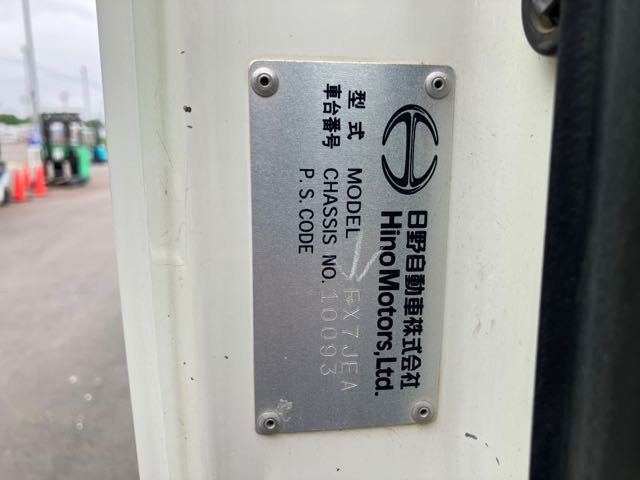 日野自動車株式会社
Hino Motors, Ltd.
型式 MODEL FX7JEA
車台番号 CHASSIS NO. 10093
P. S. CODE